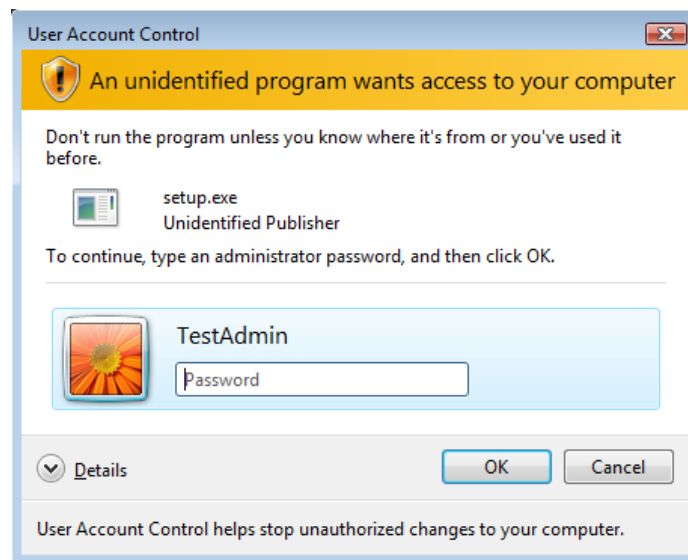 User Account Control
An unidentified program wants access to your computer
Don't run the program unless you know where it's from or you've used it
before.
setup.exe
Unidentified Publisher
To continue, type an administrator password, and then click OK.
TestAdmin
Password
Details
OK
Cancel
User Account Control helps stop unauthorized changes to your computer.